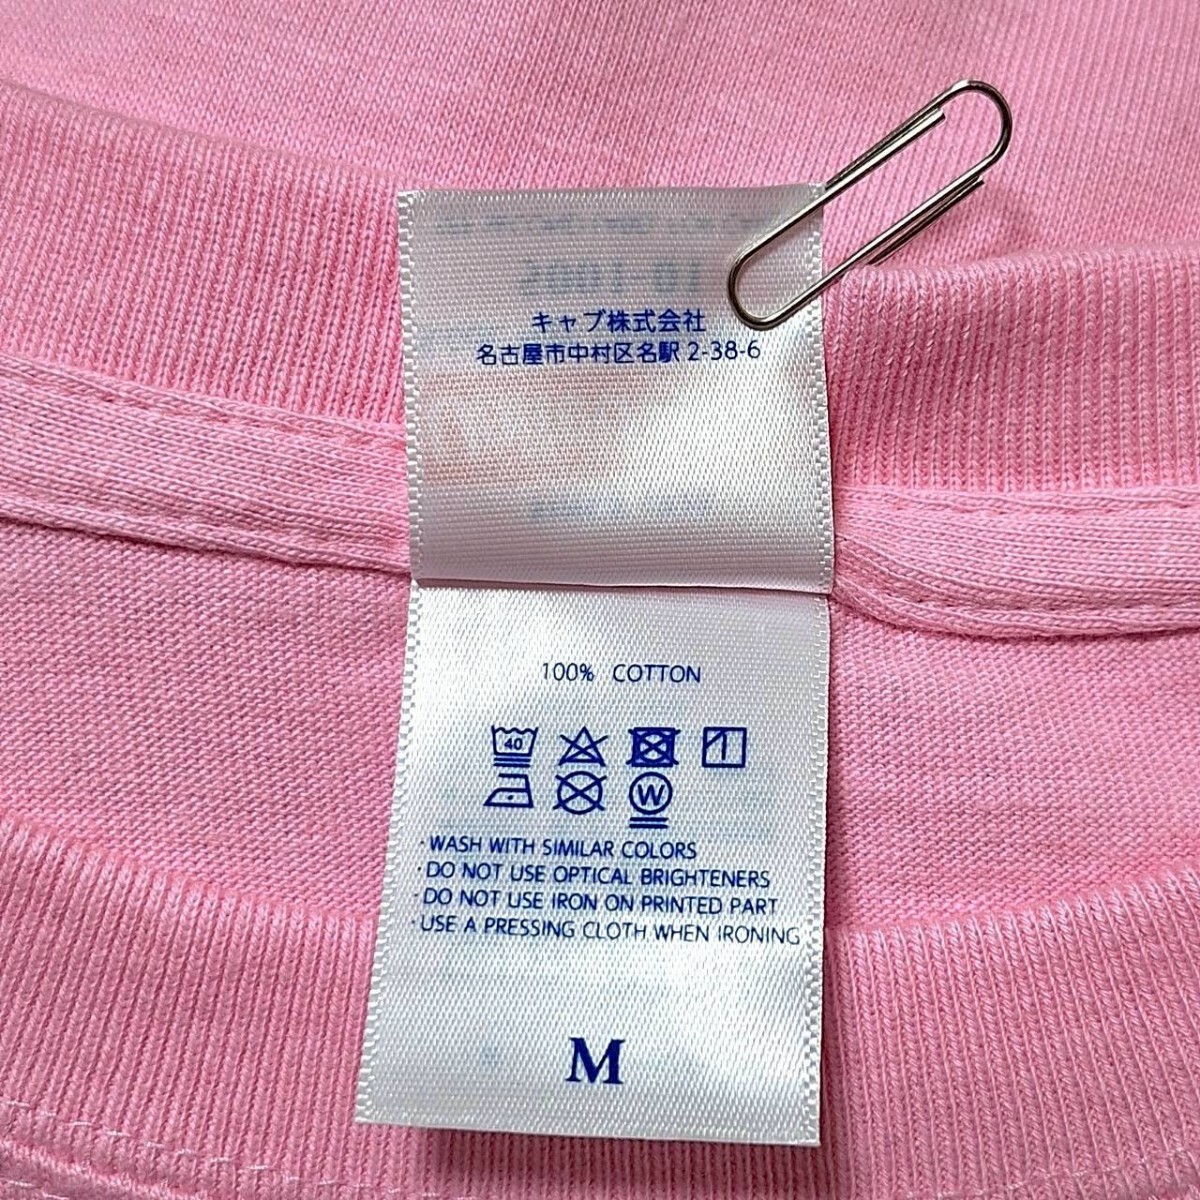 キャブ株式会社
名古屋市中村区名駅 2-38-6
100% COTTON
40
W
・WASH WITH SIMILAR COLORS
・DO NOT USE OPTICAL BRIGHTENERS
・DO NOT USE IRON ON PRINTED PART
・USE A PRESSING CLOTH WHEN IRONING
M